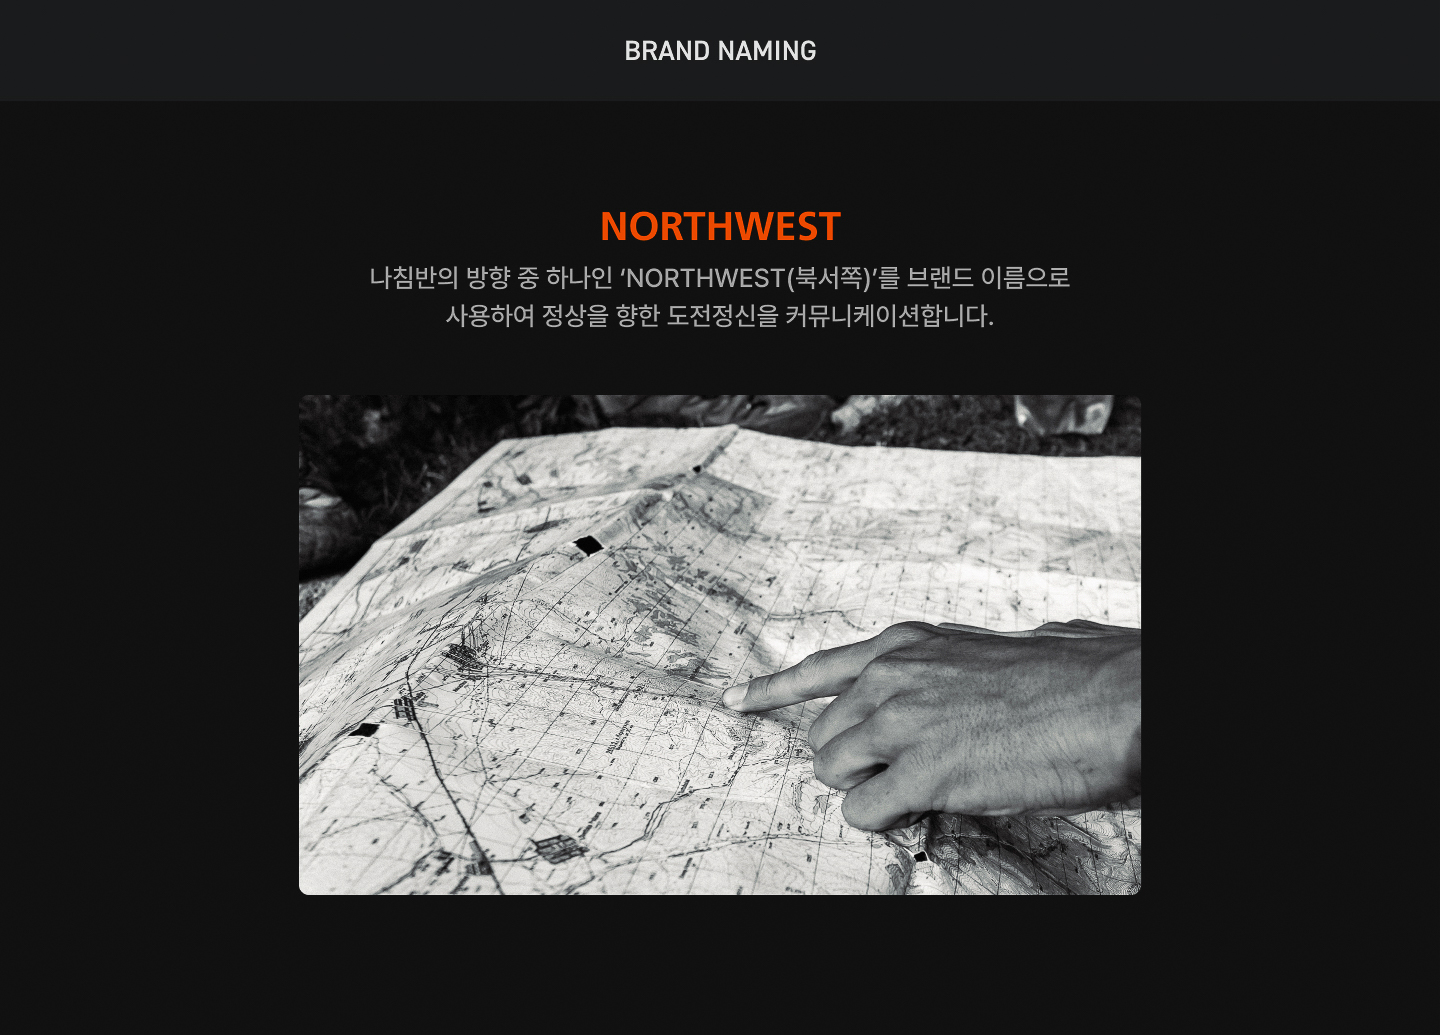 BRAND NAMING
NORTHWEST
나침반의 방향 중 하나인 ‘NORTHWEST(북서쪽)’를 브랜드 이름으로
사용하여 정상을 향한 도전정신을 커뮤니케이션합니다.